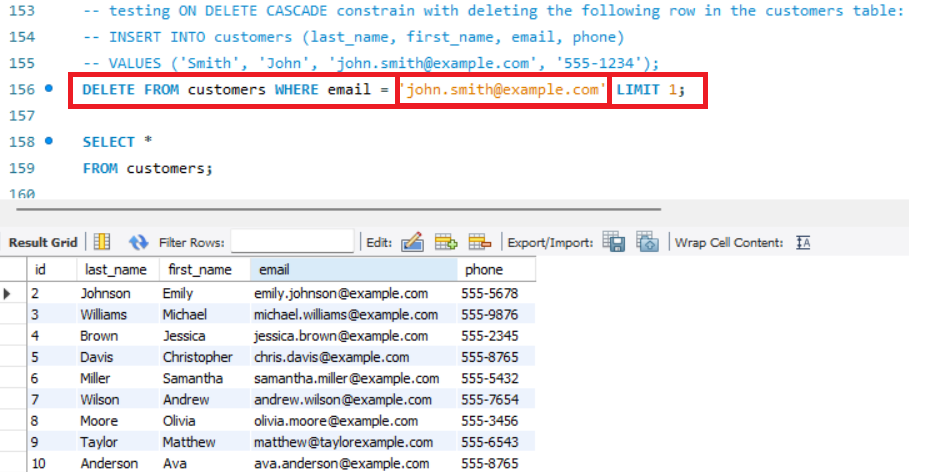 153 -- testing ON DELETE CASCADE constrain with deleting the following row in the customers table:
154 -- INSERT INTO customers (last_name, first_name, email, phone)
155 -- VALUES ('Smith', 'John', 'john.smith@example.com', '555-1234');
156 DELETE FROM customers WHERE email = 'john.smith@example.com' LIMIT 1;
157
158 SELECT *
159 FROM customers;
160
Result Grid Filter Rows: Edit: Export/Import: Wrap Cell Content:
id last_name first_name email phone
2 Johnson Emily emily.johnson@example.com 555-5678
3 Williams Michael michael.williams@example.com 555-9876
4 Brown Jessica jessica.brown@example.com 555-2345
5 Davis Christopher chris.davis@example.com 555-8765
6 Miller Samantha samantha.miller@example.com 555-5432
7 Wilson Andrew andrew.wilson@example.com 555-7654
8 Moore Olivia olivia.moore@example.com 555-3456
9 Taylor Matthew matthew@taylorexample.com 555-6543
10 Anderson Ava ava.anderson@example.com 555-8765